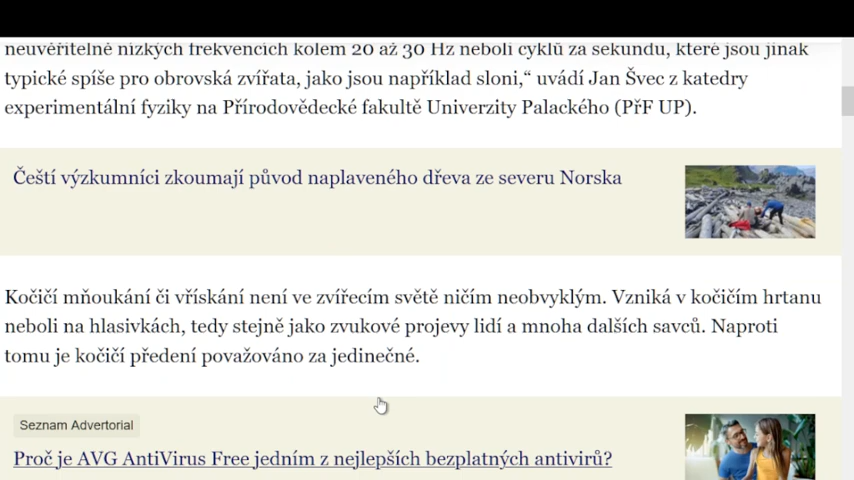 neuvěřitelně nízkých frekvencích kolem 20 až 30 Hz neboli cyklů za sekundu, které jsou jinak
typické spíše pro obrovská zvířata, jako jsou například sloni,“ uvádí Jan Švec z katedry
experimentální fyziky na Přírodovědecké fakultě Univerzity Palackého (PřF UP).
Čeští výzkumníci zkoumají původ naplaveného dřeva ze severu Norska
Kočičí mňoukání či vřískání není ve zvířecím světě ničím neobvyklým. Vzniká v kočičím hrtanu
neboli na hlasivkách, tedy stejně jako zvukové projevy lidí a mnoha dalších savců. Naproti
tomu je kočičí předení považováno za jedinečné.
Seznam Advertorial
Proč je AVG AntiVirus Free jedním z nejlepších bezplatných antivirů?